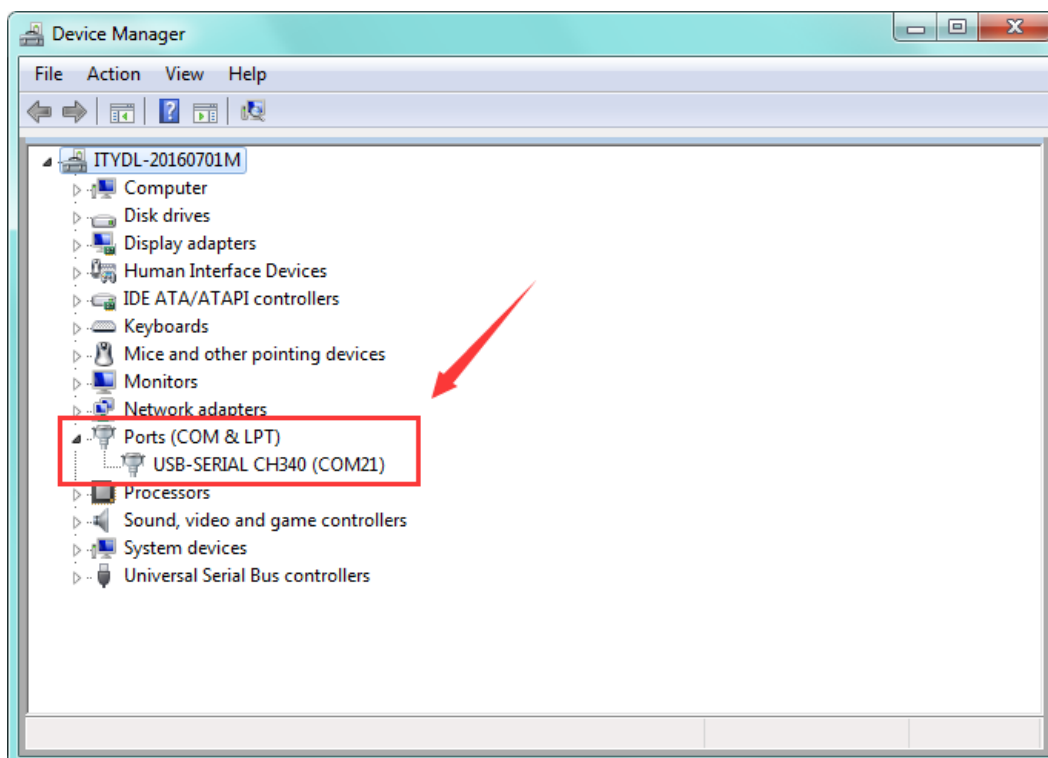 Device Manager
File Action View Help
ITYDL-20160701M
Computer
Disk drives
Display adapters
Human Interface Devices
IDE ATA/ATAPI controllers
Keyboards
Mice and other pointing devices
Monitors
Network adapters
Ports (COM & LPT)
USB-SERIAL CH340 (COM21)
Processors
Sound, video and game controllers
System devices
Universal Serial Bus controllers